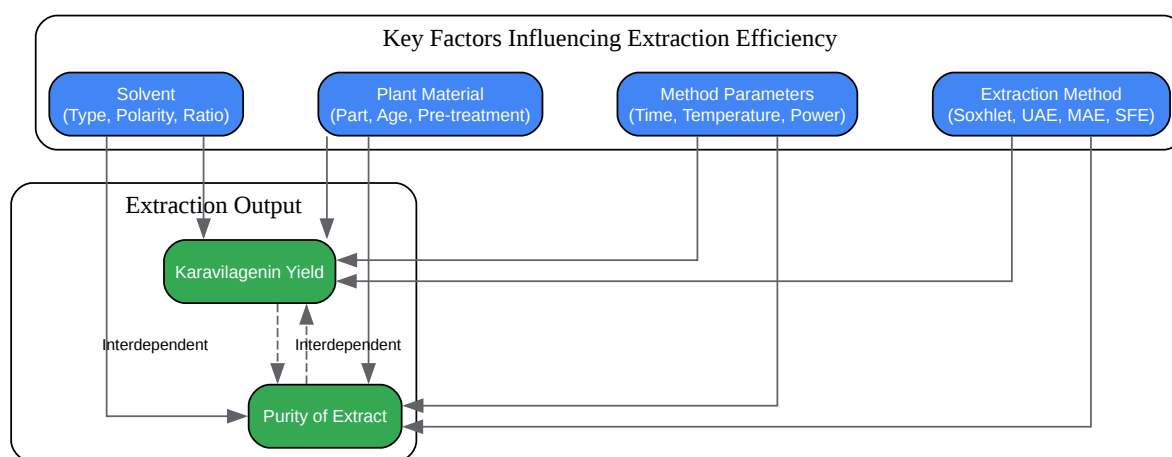 Key Factors Influencing Extraction Efficiency
Solvent
(Type, Polarity, Ratio)
Plant Material
(Part, Age, Pre-treatment)
Method Parameters
(Time, Temperature, Power)
Extraction Method
(Soxhlet, UAE, MAE, SFE)
Extraction Output
Karavilagenin Yield
Interdependent
Interdependent
Purity of Extract